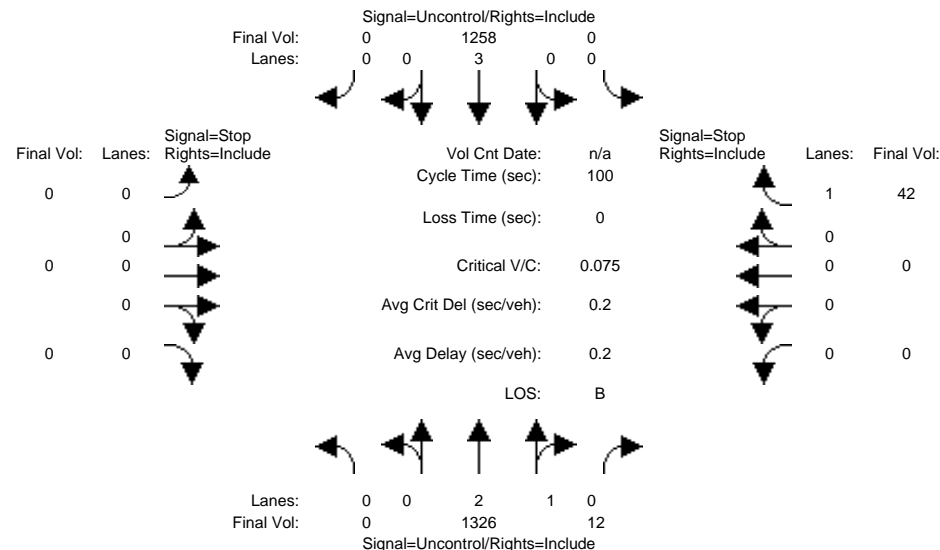 Signal=Uncontrol/Rights=Include
Final Vol: 0 1258 0
Lanes: 0 0 3 0 0
Signal=Stop Signal=Stop
Final Vol: Lanes: Rights=Include Vol Cnt Date: n/a Rights=Include Lanes: Final Vol:
Cycle Time (sec): 100
0 0 1 42
Loss Time (sec): 0
0 0
0 0 Critical V/C: 0.075 0 0
0 Avg Crit Del (sec/veh): 0.2 0
0 0 Avg Delay (sec/veh): 0.2 0 0
LOS: B
Lanes: 0 0 2 1 0
Final Vol: 0 1326 12
Signal=Uncontrol/Rights=Include